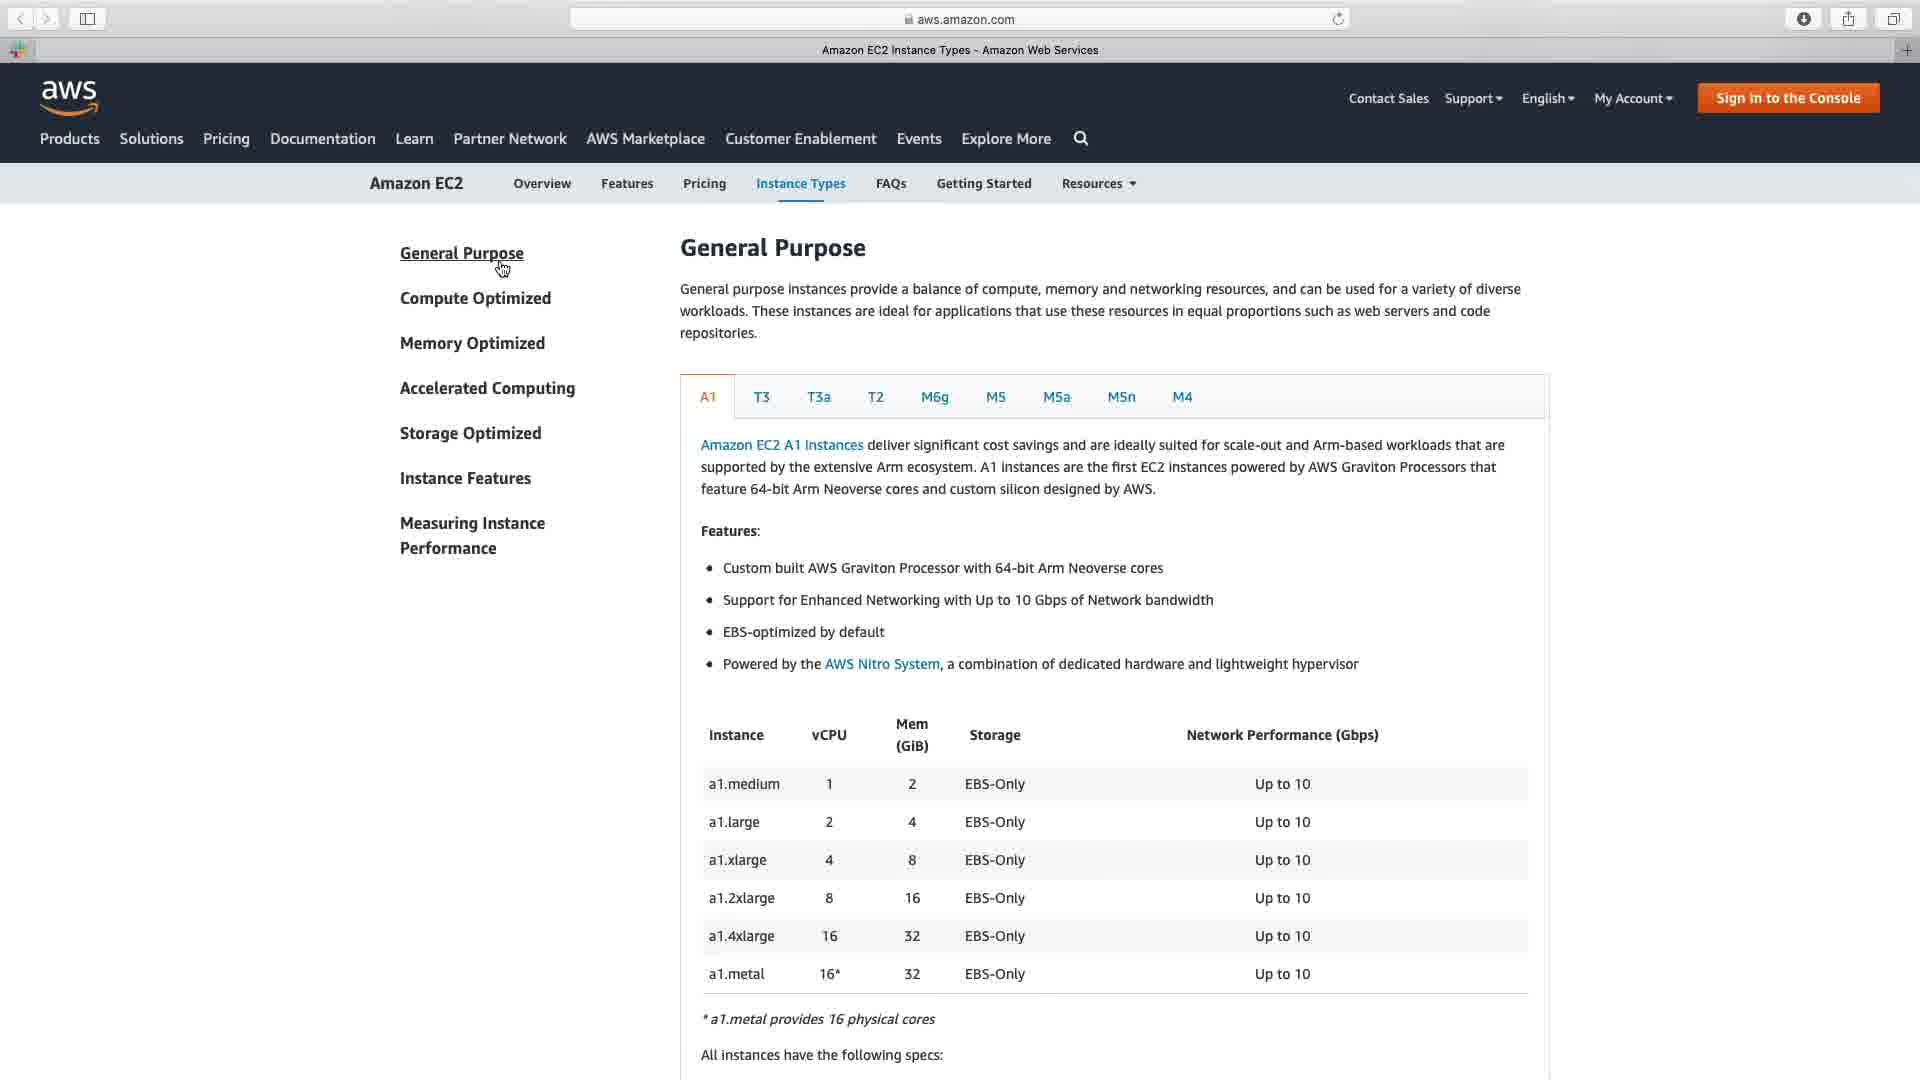 aws.amazon.com
Amazon EC2 Instance Types - Amazon Web Services
aws
Contact Sales Support English My Account Sign In to the Console
Products Solutions Pricing Documentation Learn Partner Network AWS Marketplace Customer Enablement Events Explore More
Amazon EC2 Overview Features Pricing Instance Types FAQs Getting Started Resources
General Purpose
Compute Optimized
Memory Optimized
Accelerated Computing
Storage Optimized
Instance Features
Measuring Instance
Performance
General Purpose
General purpose instances provide a balance of compute, memory and networking resources, and can be used for a variety of diverse
workloads. These instances are ideal for applications that use these resources in equal proportions such as web servers and code
repositories.
A1 T3 T3a T2 M6g M5 M5a M5n M4
Amazon EC2 A1 Instances deliver significant cost savings and are ideally suited for scale-out and Arm-based workloads that are
supported by the extensive Arm ecosystem. A1 instances are the first EC2 instances powered by AWS Graviton Processors that
feature 64-bit Arm Neoverse cores and custom silicon designed by AWS.
Features:
• Custom built AWS Graviton Processor with 64-bit Arm Neoverse cores
• Support for Enhanced Networking with Up to 10 Gbps of Network bandwidth
• EBS-optimized by default
• Powered by the AWS Nitro System, a combination of dedicated hardware and lightweight hypervisor
Instance vCPU Mem (GiB) Storage Network Performance (Gbps)
a1.medium 1 2 EBS-Only Up to 10
a1.large 2 4 EBS-Only Up to 10
a1.xlarge 4 8 EBS-Only Up to 10
a1.2xlarge 8 16 EBS-Only Up to 10
a1.4xlarge 16 32 EBS-Only Up to 10
a1.metal 16* 32 EBS-Only Up to 10
* a1.metal provides 16 physical cores
All instances have the following specs: